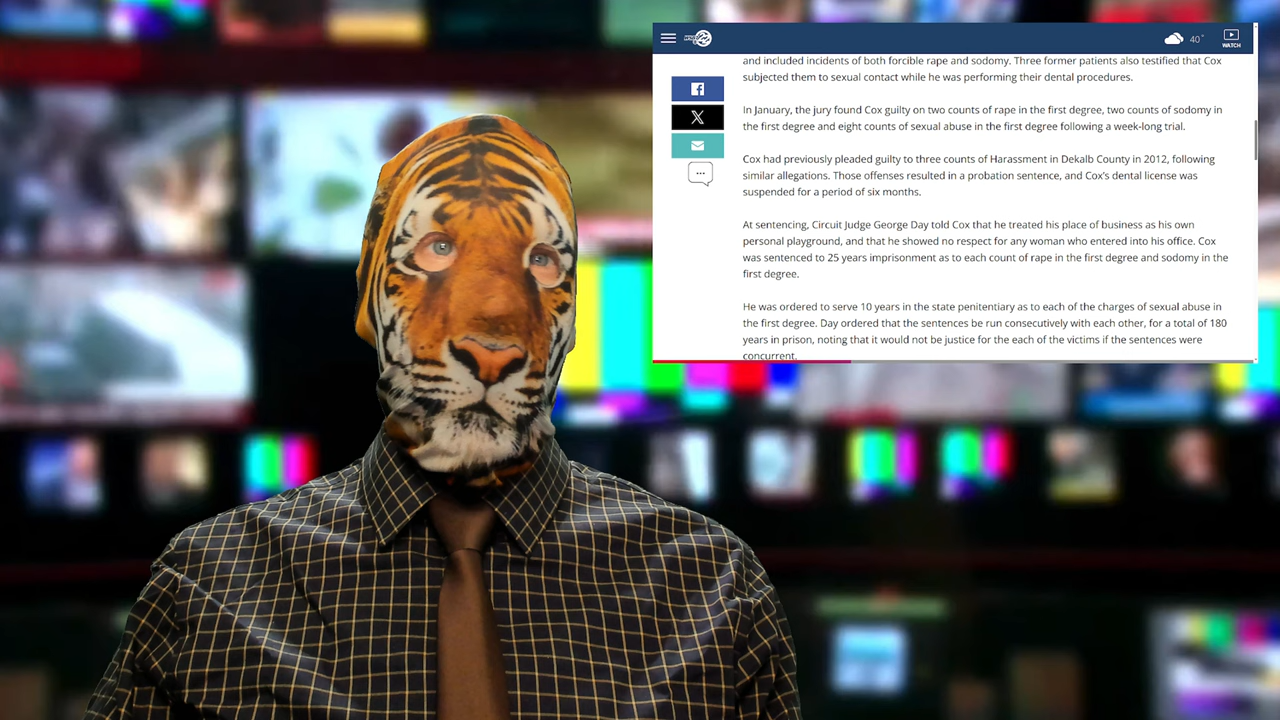 40°
WATCH
and included incidents of both forcible rape and sodomy. Three former patients also testified that Cox
subjected them to sexual contact while he was performing their dental procedures.
In January, the jury found Cox guilty on two counts of rape in the first degree, two counts of sodomy in
the first degree and eight counts of sexual abuse in the first degree following a week-long trial.
Cox had previously pleaded guilty to three counts of Harassment in Dekalb County in 2012, following
similar allegations. Those offenses resulted in a probation sentence, and Cox's dental license was
suspended for a period of six months.
At sentencing, Circuit Judge George Day told Cox that he treated his place of business as his own
personal playground, and that he showed no respect for any woman who entered into his office. Cox
was sentenced to 25 years imprisonment as to each count of rape in the first degree and sodomy in the
first degree.
He was ordered to serve 10 years in the state penitentiary as to each of the charges of sexual abuse in
the first degree. Day ordered that the sentences be run consecutively with each other, for a total of 180
years in prison, noting that it would not be justice for the each of the victims if the sentences were
concurrent.